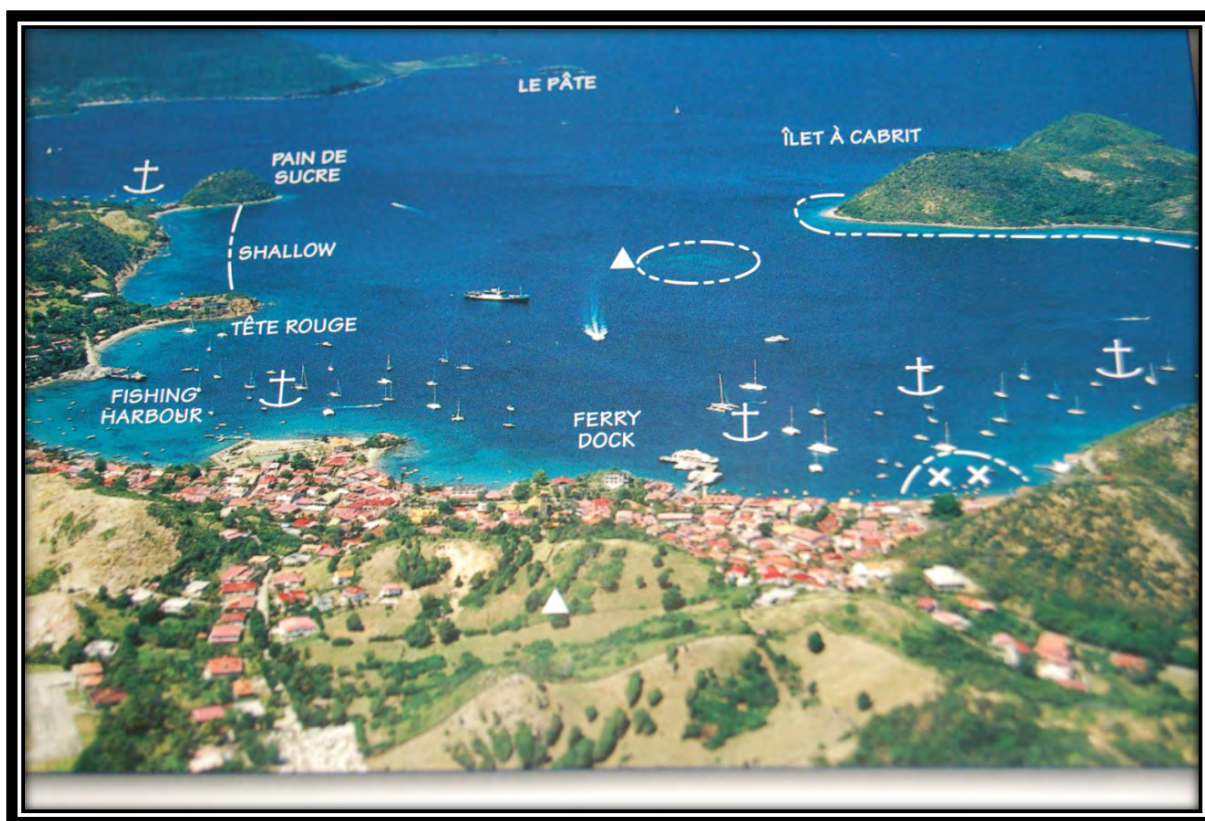 LE PÂTE
ÎLET À CABRIT
PAIN DE
SUCRE
SHALLOW
TÊTE ROUGE
FISHING
HARBOUR
FERRY
DOCK